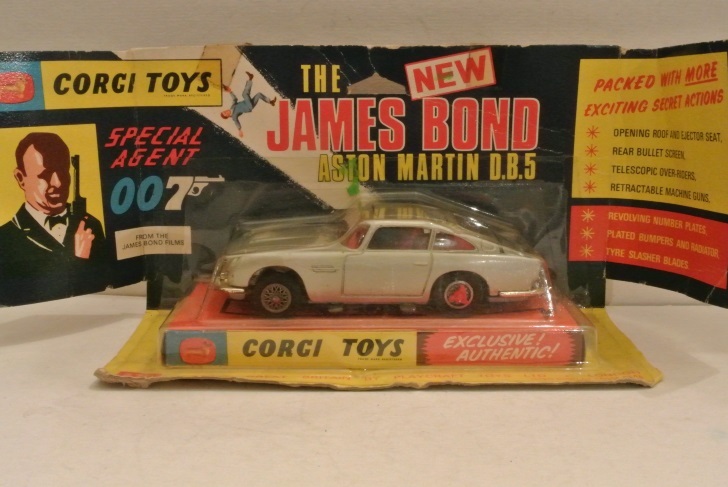 CORGI TOYS
SPECIAL
AGENT
007
FROM THE
JAMES BOND FILMS
THE
NEW
JAMES BOND
ASTON MARTIN D.B.5
PACKED WITH MORE
EXCITING SECRET ACTIONS
OPENING ROOF AND EJECTOR SEAT,
REAR BULLET SCREEN,
TELESCOPIC OVER-RIDERS,
RETRACTABLE MACHINE GUNS,
REVOLVING NUMBER PLATES,
PLATED BUMPERS AND RADIATOR,
TYRE SLASHER BLADES
CORGI TOYS
EXCLUSIVE!
AUTHENTIC!